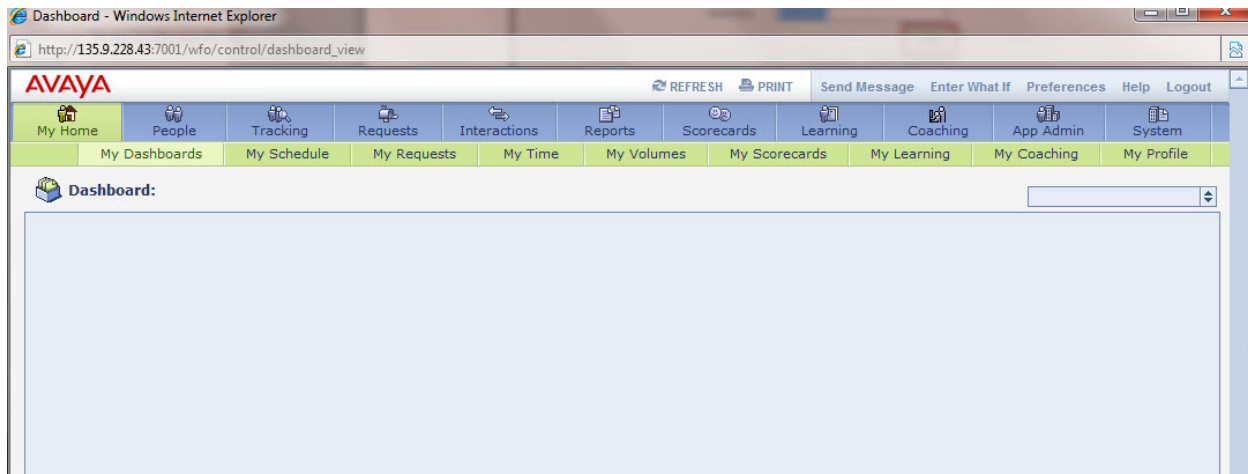 Dashboard - Windows Internet Explorer
http://135.9.228.43:7001/wfo/control/dashboard_view
AVAYA REFRESH PRINT Send Message Enter What If Preferences Help Logout
My Home People Tracking Requests Interactions Reports Scorecards Learning Coaching App Admin System
My Dashboards My Schedule My Requests My Time My Volumes My Scorecards My Learning My Coaching My Profile
Dashboard: